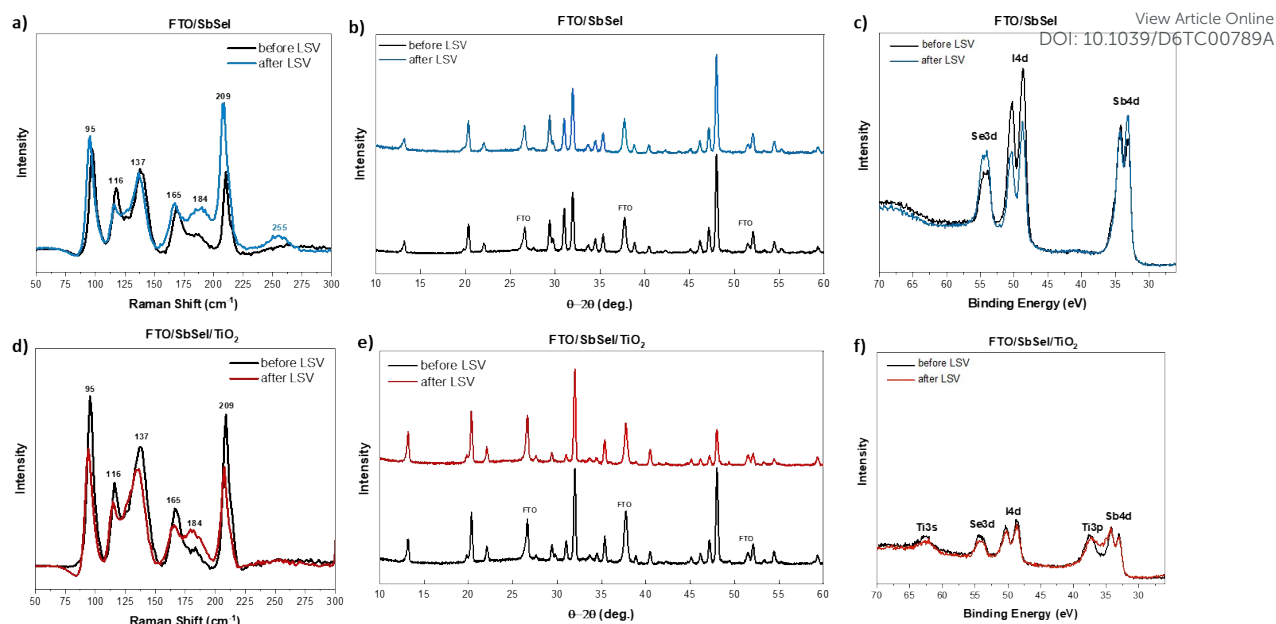 View Article Online
DOI: 10.1039/D6TC00789A
a)
FTO/SbSeI
before LSV
after LSV
95
116
137
165
184
209
255
Intensity
50 75 100 125 150 175 200 225 250 275 300
Raman Shift (cm⁻¹)
b)
FTO/SbSeI
before LSV
after LSV
FTO
FTO
FTO
Intensity
10 15 20 25 30 35 40 45 50 55 60
θ–2θ (deg.)
c)
FTO/SbSeI
before LSV
after LSV
Se3d
I4d
Sb4d
Intensity
70 65 60 55 50 45 40 35 30
Binding Energy (eV)
d)
FTO/SbSeI/TiO₂
before LSV
after LSV
95
116
137
165
184
209
Intensity
50 75 100 125 150 175 200 225 250 275 300
Raman Shift (cm⁻¹)
e)
FTO/SbSeI/TiO₂
before LSV
after LSV
FTO
FTO
FTO
Intensity
10 15 20 25 30 35 40 45 50 55 60
θ–2θ (deg.)
f)
FTO/SbSeI/TiO₂
before LSV
after LSV
Ti3s
Se3d
I4d
Ti3p
Sb4d
Intensity
70 65 60 55 50 45 40 35 30
Binding Energy (eV)